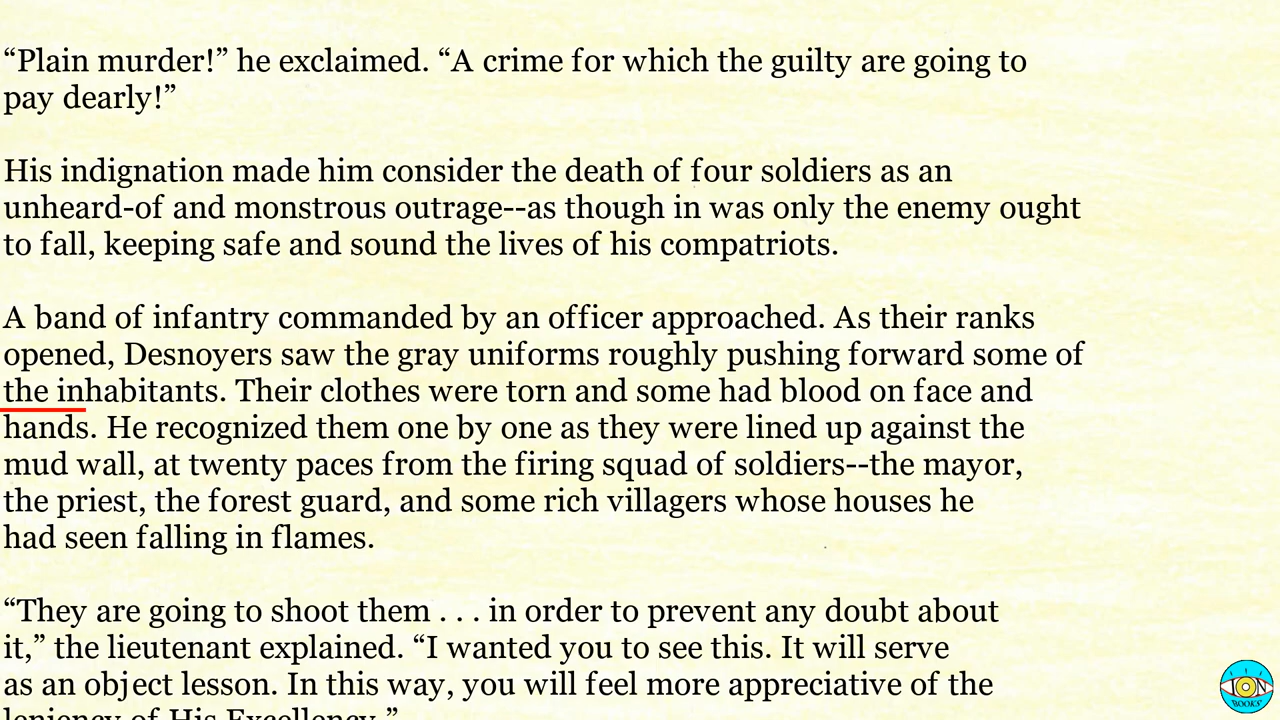 “Plain murder!” he exclaimed. “A crime for which the guilty are going to
pay dearly!”
His indignation made him consider the death of four soldiers as an
unheard-of and monstrous outrage--as though in was only the enemy ought
to fall, keeping safe and sound the lives of his compatriots.
A band of infantry commanded by an officer approached. As their ranks
opened, Desnoyers saw the gray uniforms roughly pushing forward some of
the inhabitants. Their clothes were torn and some had blood on face and
hands. He recognized them one by one as they were lined up against the
mud wall, at twenty paces from the firing squad of soldiers--the mayor,
the priest, the forest guard, and some rich villagers whose houses he
had seen falling in flames.
“They are going to shoot them . . . in order to prevent any doubt about
it,” the lieutenant explained. “I wanted you to see this. It will serve
as an object lesson. In this way, you will feel more appreciative of the
leniency of His Excellency.”
ION
BOOKS